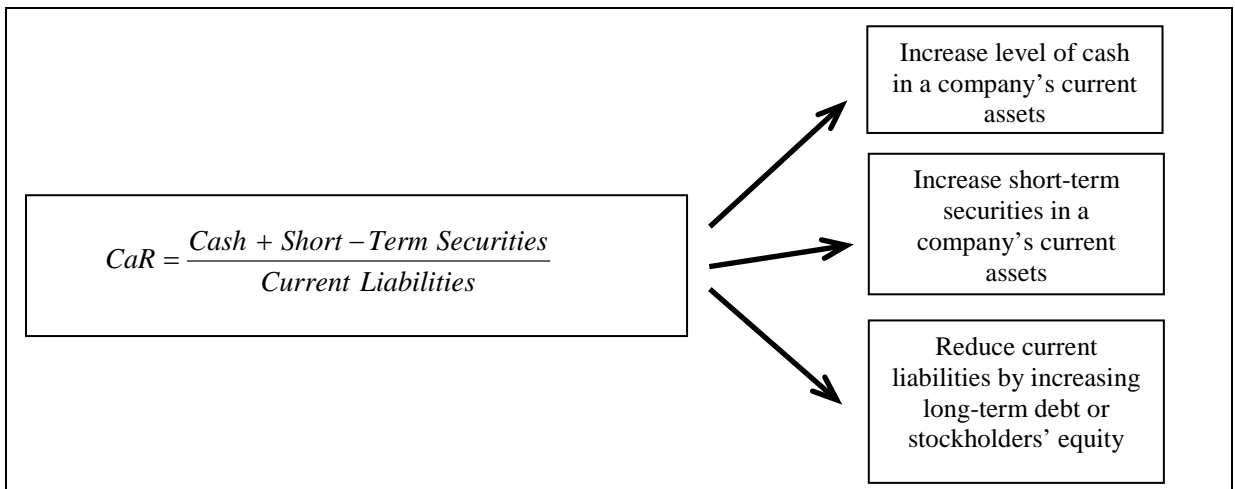 CaR = Cash + Short – Term Securities / Current Liabilities
Increase level of cash
in a company’s current
assets
Increase short-term
securities in a
company’s current
assets
Reduce current
liabilities by increasing
long-term debt or
stockholders’ equity